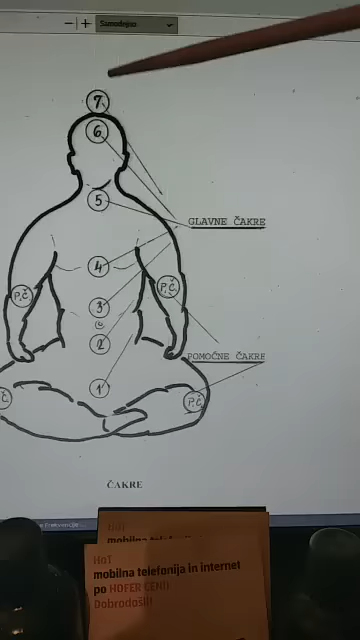 Samodejno
7
6
5
GLAVNE ČAKRE
4
P.Č.
P.Č.
3
2
POMOČNE ČAKRE
1
P.Č.
Č.
ČAKRE
HoT
mobilna telefonija in internet
po HOFER CENI!
Dobrodošli!